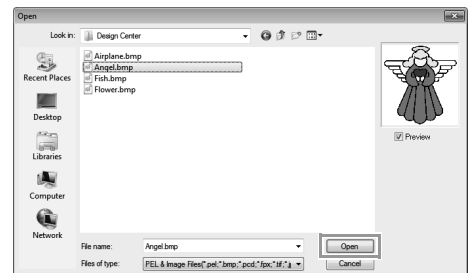 Open
Look in: Design Center
Airplane.bmp
Angel.bmp
Fish.bmp
Flower.bmp
Recent Places
Desktop
Libraries
Computer
Network
Preview
File name: Angel.bmp Open
Files of type: PEL & Image Files(*.pel;*.bmp;*.pcd;*.fpx;*.tif;*.j Cancel